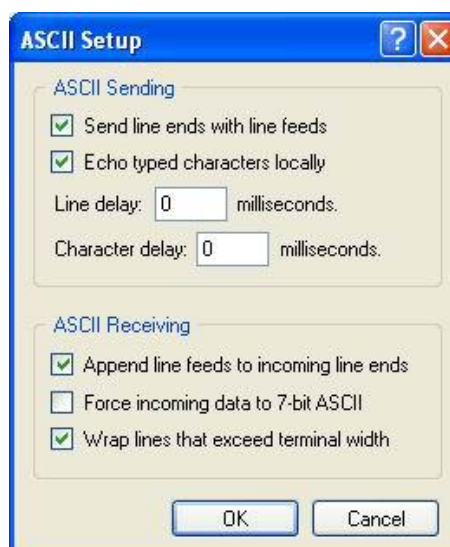 ASCII Setup
ASCII Sending
Send line ends with line feeds
Echo typed characters locally
Line delay: 0 milliseconds.
Character delay: 0 milliseconds.
ASCII Receiving
Append line feeds to incoming line ends
Force incoming data to 7-bit ASCII
Wrap lines that exceed terminal width
OK Cancel